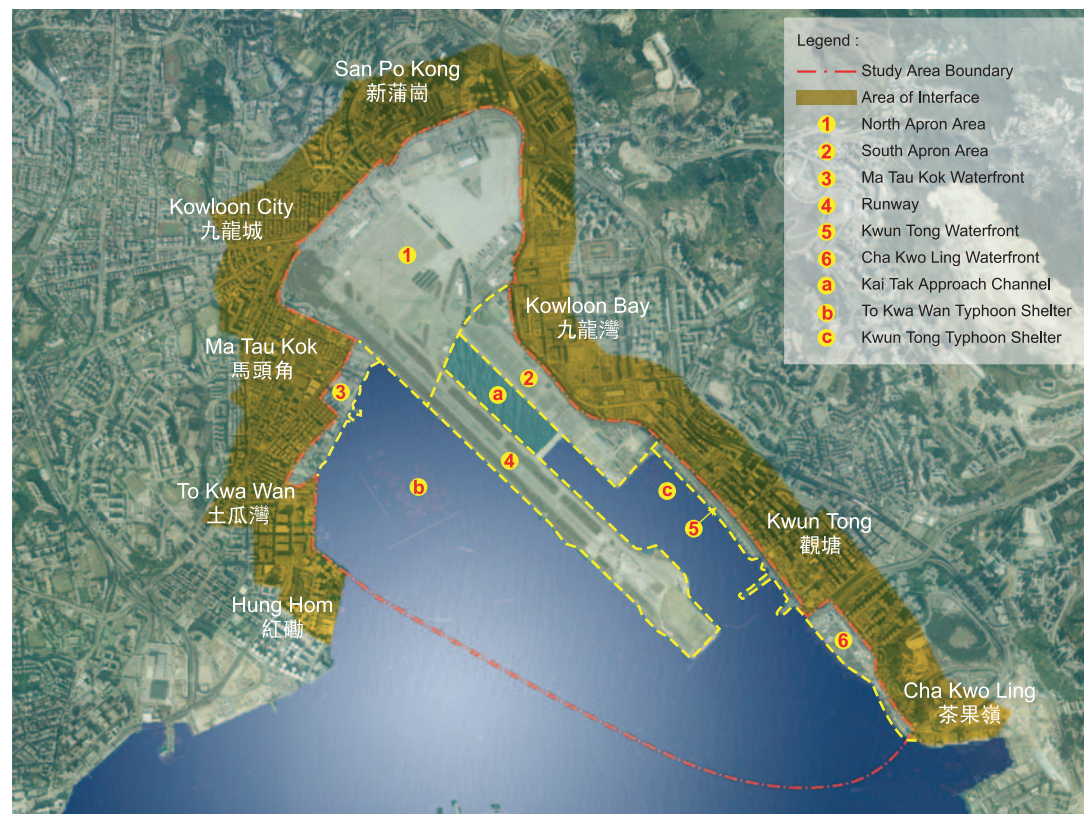 Legend :
Study Area Boundary
Area of Interface
1 North Apron Area
2 South Apron Area
3 Ma Tau Kok Waterfront
4 Runway
5 Kwun Tong Waterfront
6 Cha Kwo Ling Waterfront
a Kai Tak Approach Channel
b To Kwa Wan Typhoon Shelter
c Kwun Tong Typhoon Shelter
San Po Kong
新蒲崗
Kowloon City
九龍城
1
Kowloon Bay
九龍灣
Ma Tau Kok
馬頭角
2
3
a
4
b
c
To Kwa Wan
土瓜灣
5
Kwun Tong
觀塘
Hung Hom
紅磡
6
Cha Kwo Ling
茶果嶺